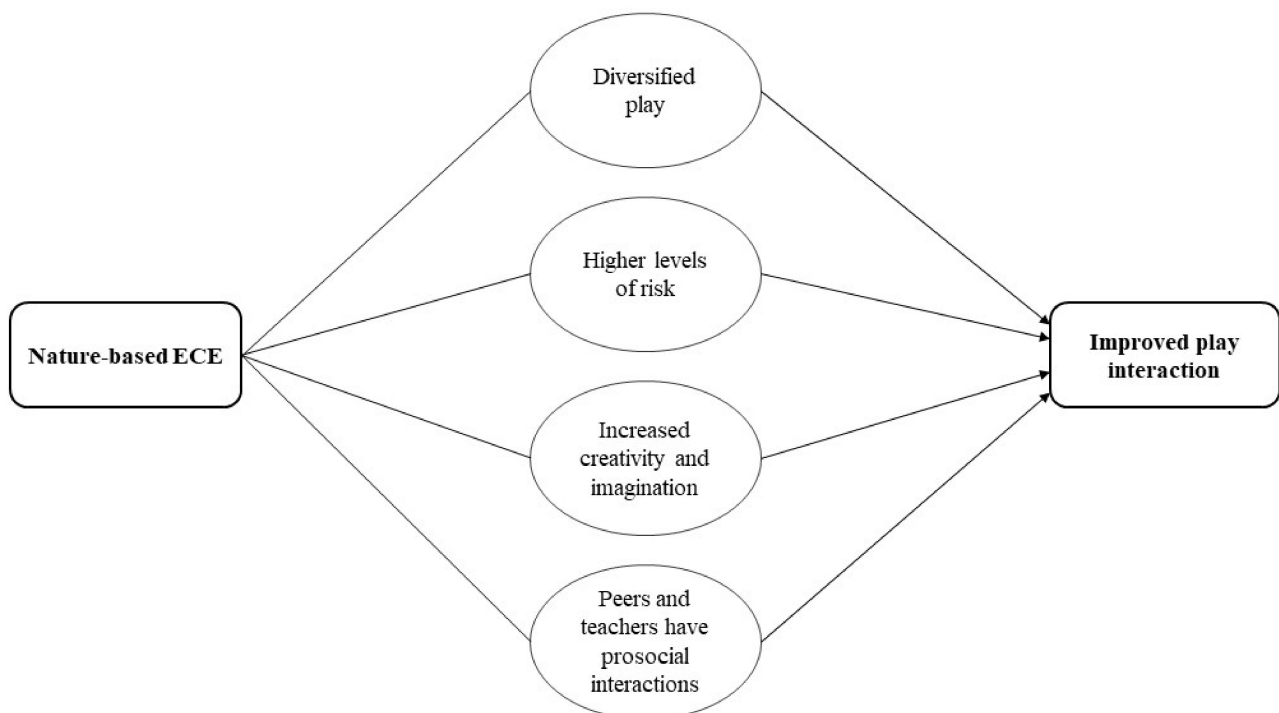 Diversified
play
Higher levels
of risk
Nature-based ECE
Improved play
interaction
Increased
creativity and
imagination
Peers and
teachers have
prosocial
interactions